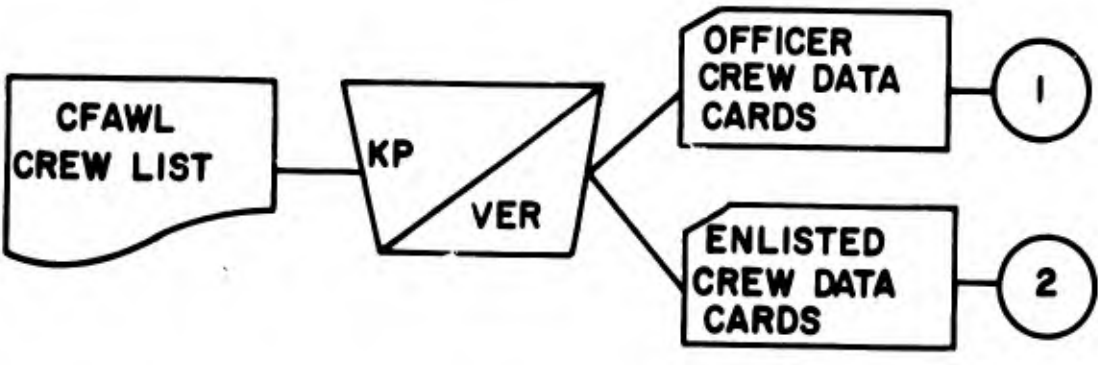 CFAWL
CREW LIST
KP
VER
OFFICER
CREW DATA
CARDS
1
ENLISTED
CREW DATA
CARDS
2